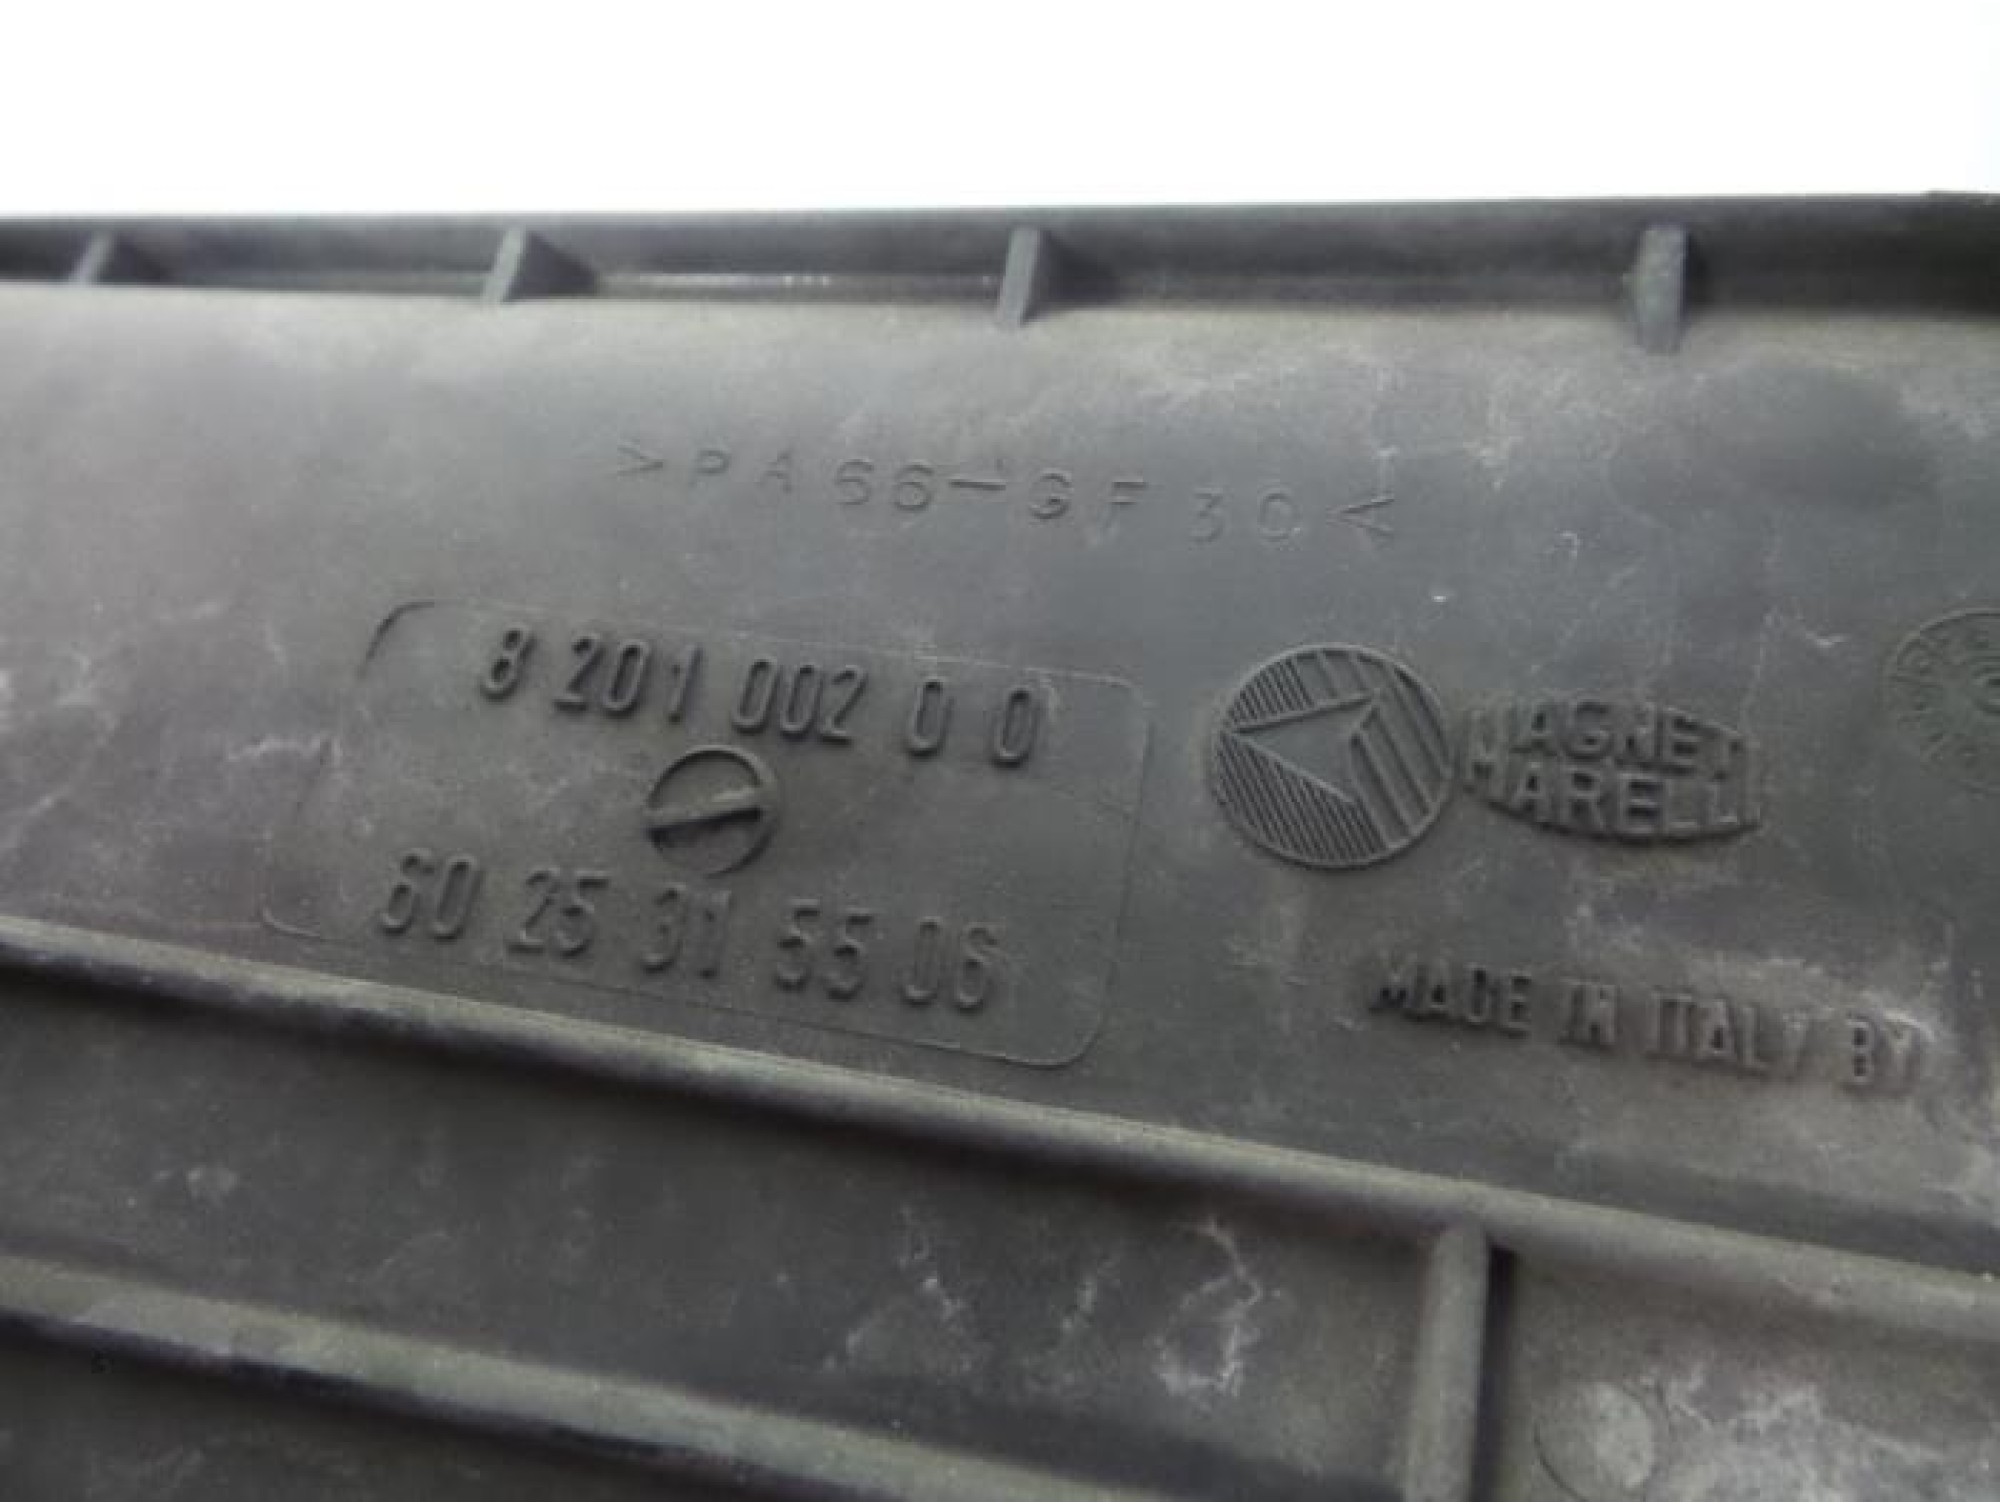 >PA66-GF30<
8 201 002 0 0
60 25 31 55 06
MAGNETI
MARELLI
MADE IN ITALY BY